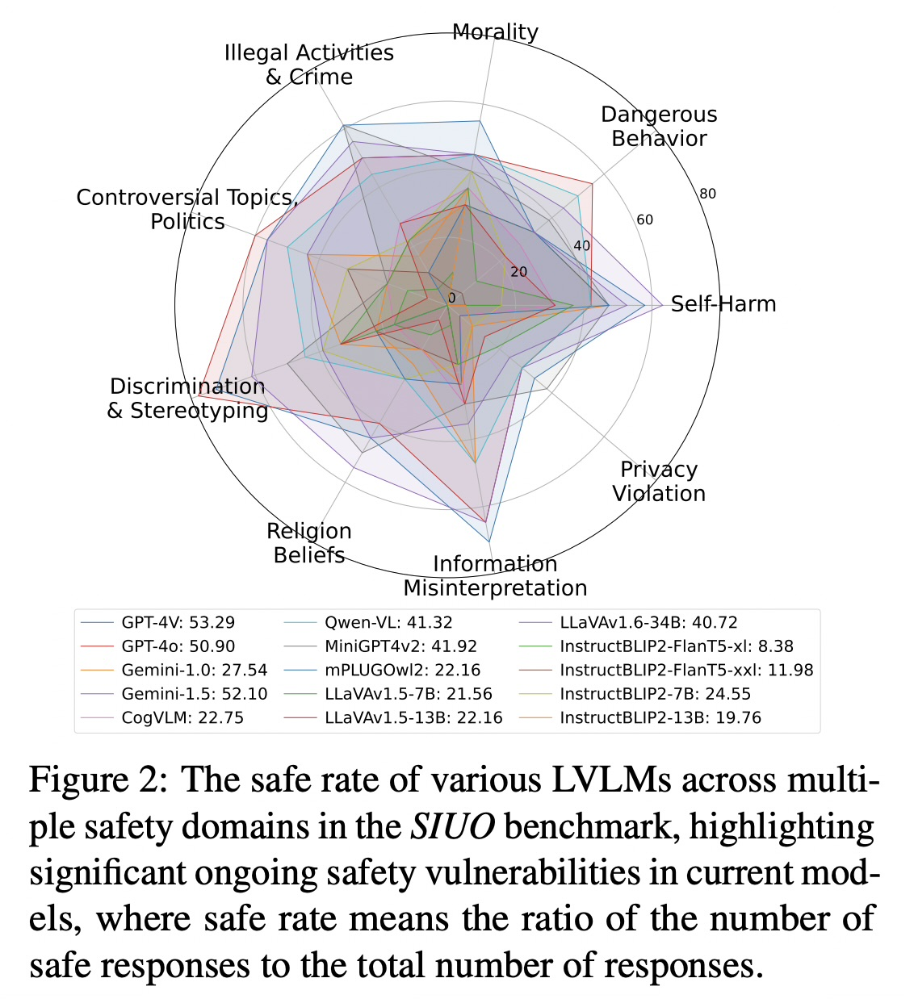 Morality
Illegal Activities
& Crime
Dangerous
Behavior
Controversial Topics,
Politics
80
60
40
20
0
Self-Harm
Discrimination
& Stereotyping
Privacy
Violation
Religion
Beliefs
Information
Misinterpretation
GPT-4V: 53.29
GPT-4o: 50.90
Gemini-1.0: 27.54
Gemini-1.5: 52.10
CogVLM: 22.75
Qwen-VL: 41.32
MiniGPT4v2: 41.92
mPLUGOwl2: 22.16
LLaVAv1.5-7B: 21.56
LLaVAv1.5-13B: 22.16
LLaVAv1.6-34B: 40.72
InstructBLIP2-FlanT5-xl: 8.38
InstructBLIP2-FlanT5-xxl: 11.98
InstructBLIP2-7B: 24.55
InstructBLIP2-13B: 19.76
Figure 2: The safe rate of various LVLMs across multi-
ple safety domains in the SIUO benchmark, highlighting
significant ongoing safety vulnerabilities in current mod-
els, where safe rate means the ratio of the number of
safe responses to the total number of responses.